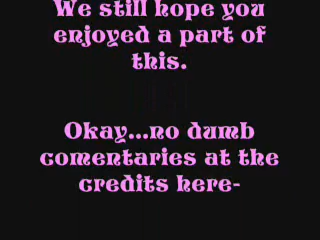 We still hope you
enjoyed a part of
this.
Okay...no dumb
comentaries at the
credits here-